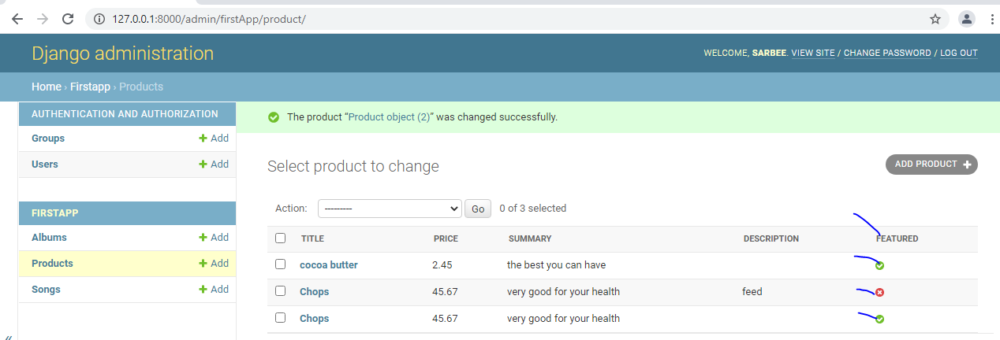 127.0.0.1:8000/admin/firstApp/product/
Django administration
WELCOME, SARBEE. VIEW SITE / CHANGE PASSWORD / LOG OUT
Home › Firstapp › Products
AUTHENTICATION AND AUTHORIZATION
Groups + Add
Users + Add
FIRSTAPP
Albums + Add
Products + Add
Songs + Add
«
The product “Product object (2)” was changed successfully.
Select product to change
ADD PRODUCT +
Action: --------- Go 0 of 3 selected
TITLE PRICE SUMMARY DESCRIPTION FEATURED
cocoa butter 2.45 the best you can have
Chops 45.67 very good for your health feed
Chops 45.67 very good for your health